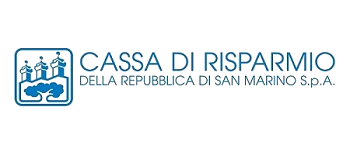 CASSA DI RISPARMIO
DELLA REPUBBLICA DI SAN MARINO S.p.A.